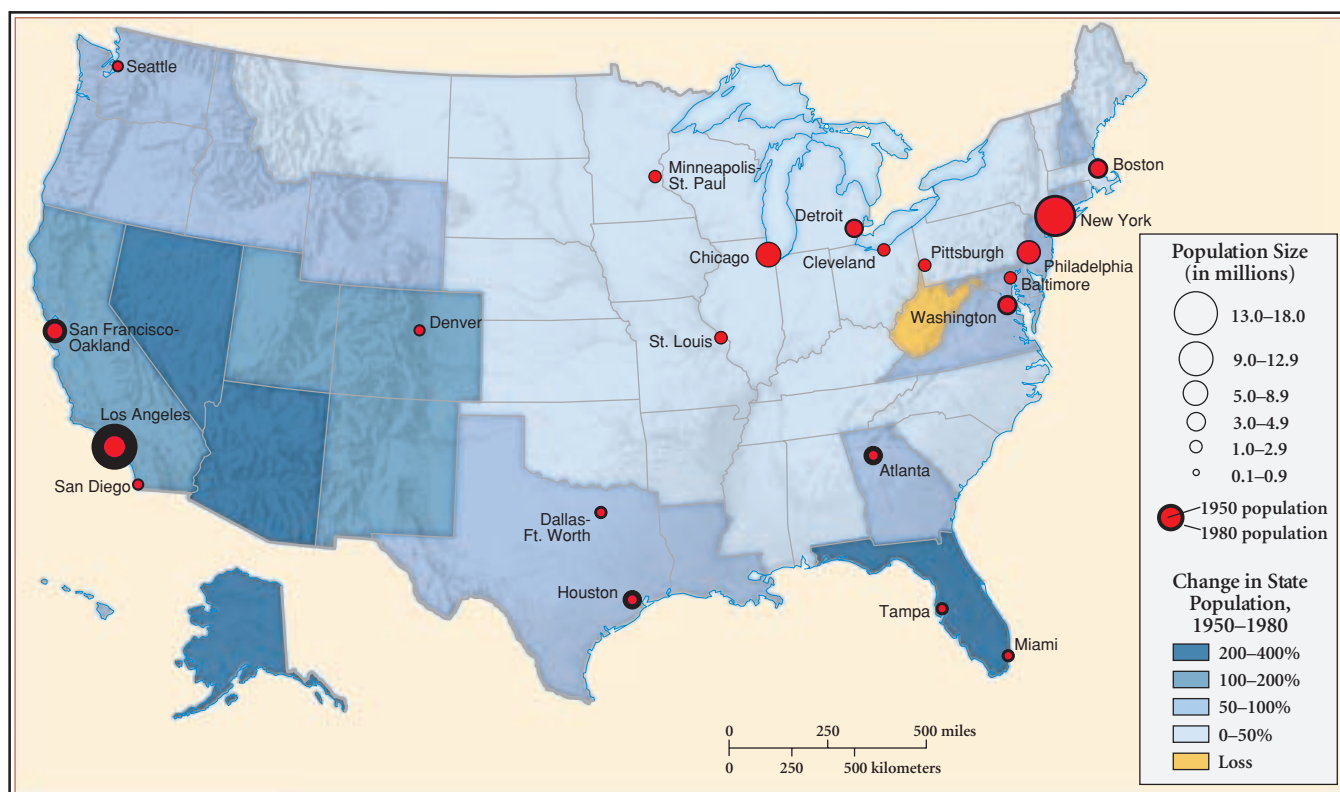 Seattle
Minneapolis-
St. Paul
Boston
Detroit
New York
Chicago
Cleveland
Pittsburgh
Philadelphia
Baltimore
Washington
San Francisco-
Oakland
Denver
St. Louis
Los Angeles
San Diego
Atlanta
Dallas-
Ft. Worth
Houston
Tampa
Miami
0 250 500 miles
0 250 500 kilometers
Population Size
(in millions)
13.0–18.0
9.0–12.9
5.0–8.9
3.0–4.9
1.0–2.9
0.1–0.9
1950 population
1980 population
Change in State
Population,
1950–1980
200–400%
100–200%
50–100%
0–50%
Loss